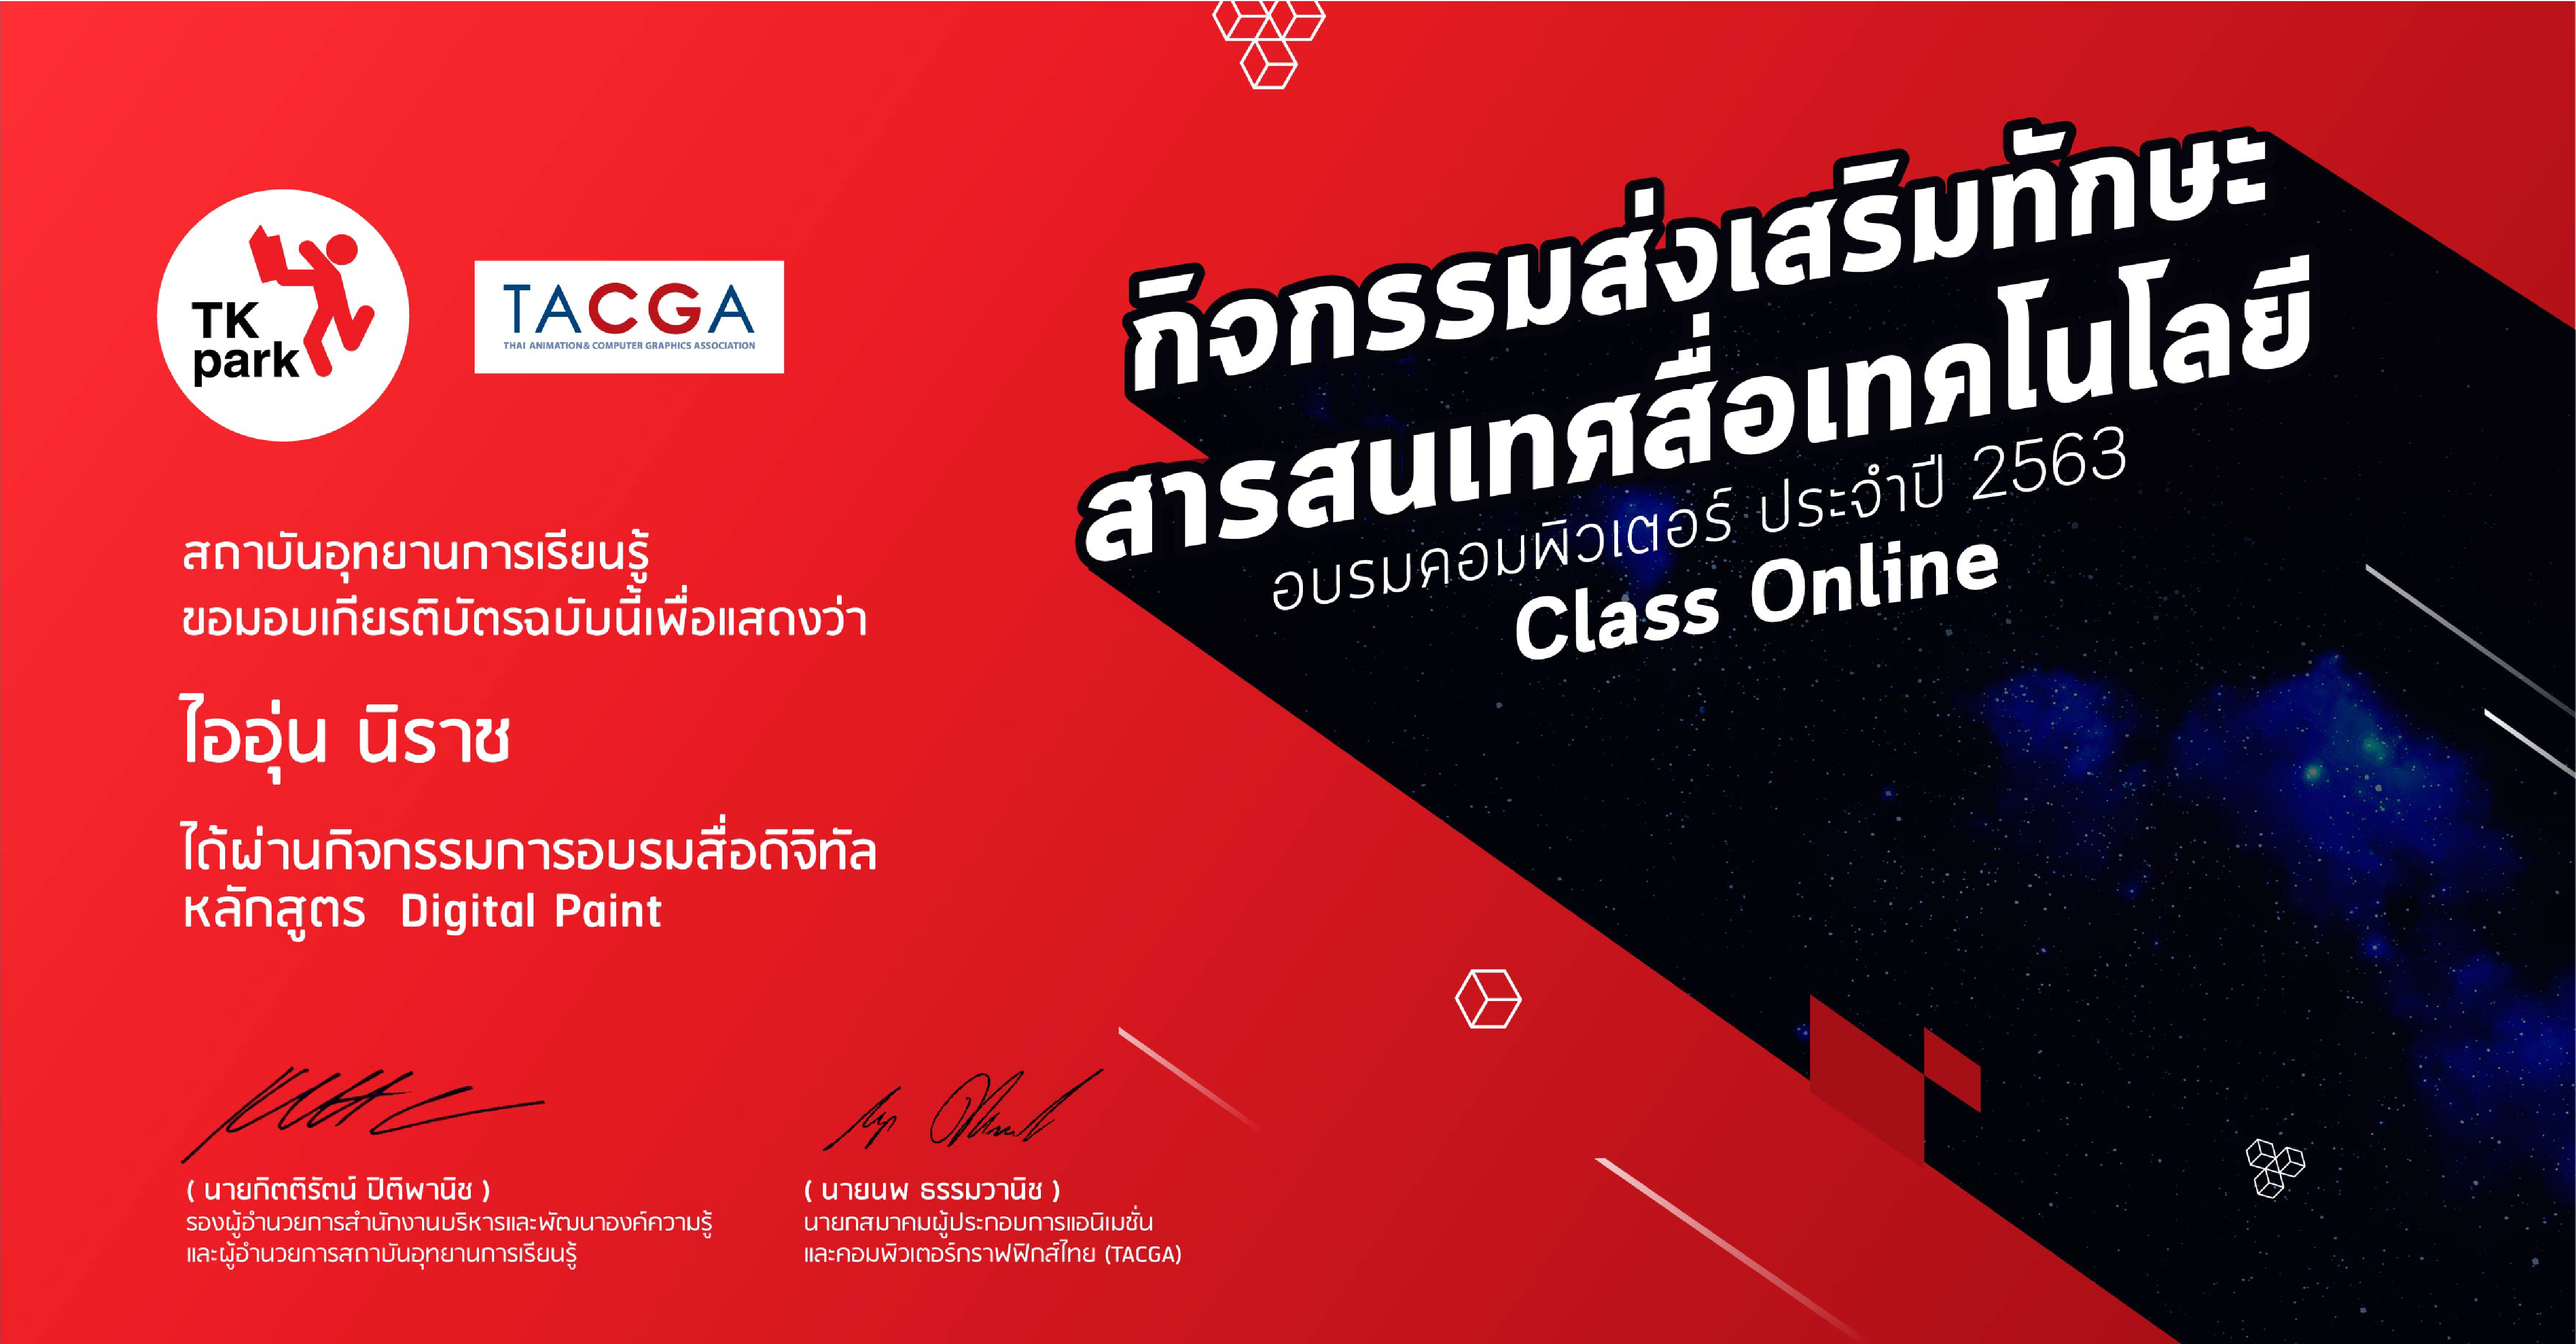 TK
park
TACGA
THAI ANIMATION & COMPUTER GRAPHICS ASSOCIATION
กิจกรรมส่งเสริมทักษะ
สารสนเทศสื่อเทคโนโลยี
อบรมคอมพิวเตอร์ ประจำปี 2563
Class Online
สถาบันอุทยานการเรียนรู้
ขอมอบเกียรติบัตรฉบับนี้เพื่อแสดงว่า
ไออุ่น นิราช
ได้ผ่านกิจกรรมการอบรมสื่อดิจิทัล
หลักสูตร Digital Paint
( นายกิตติรัตน์ ปิติพานิช )
รองผู้อำนวยการสำนักงานบริหารและพัฒนาองค์ความรู้
และผู้อำนวยการสถาบันอุทยานการเรียนรู้
( นายนพ ธรรมวานิช )
นายกสมาคมผู้ประกอบการแอนิเมชั่น
และคอมพิวเตอร์กราฟฟิกส์ไทย (TACGA)